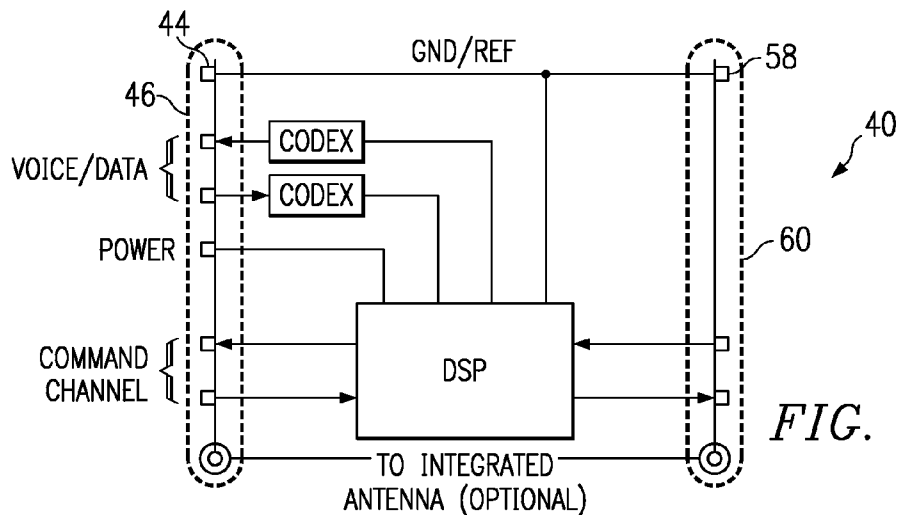 44
GND/REF
58
46
40
CODEX
VOICE/DATA
CODEX
POWER
60
COMMAND
CHANNEL
DSP
FIG.
TO INTEGRATED
ANTENNA (OPTIONAL)